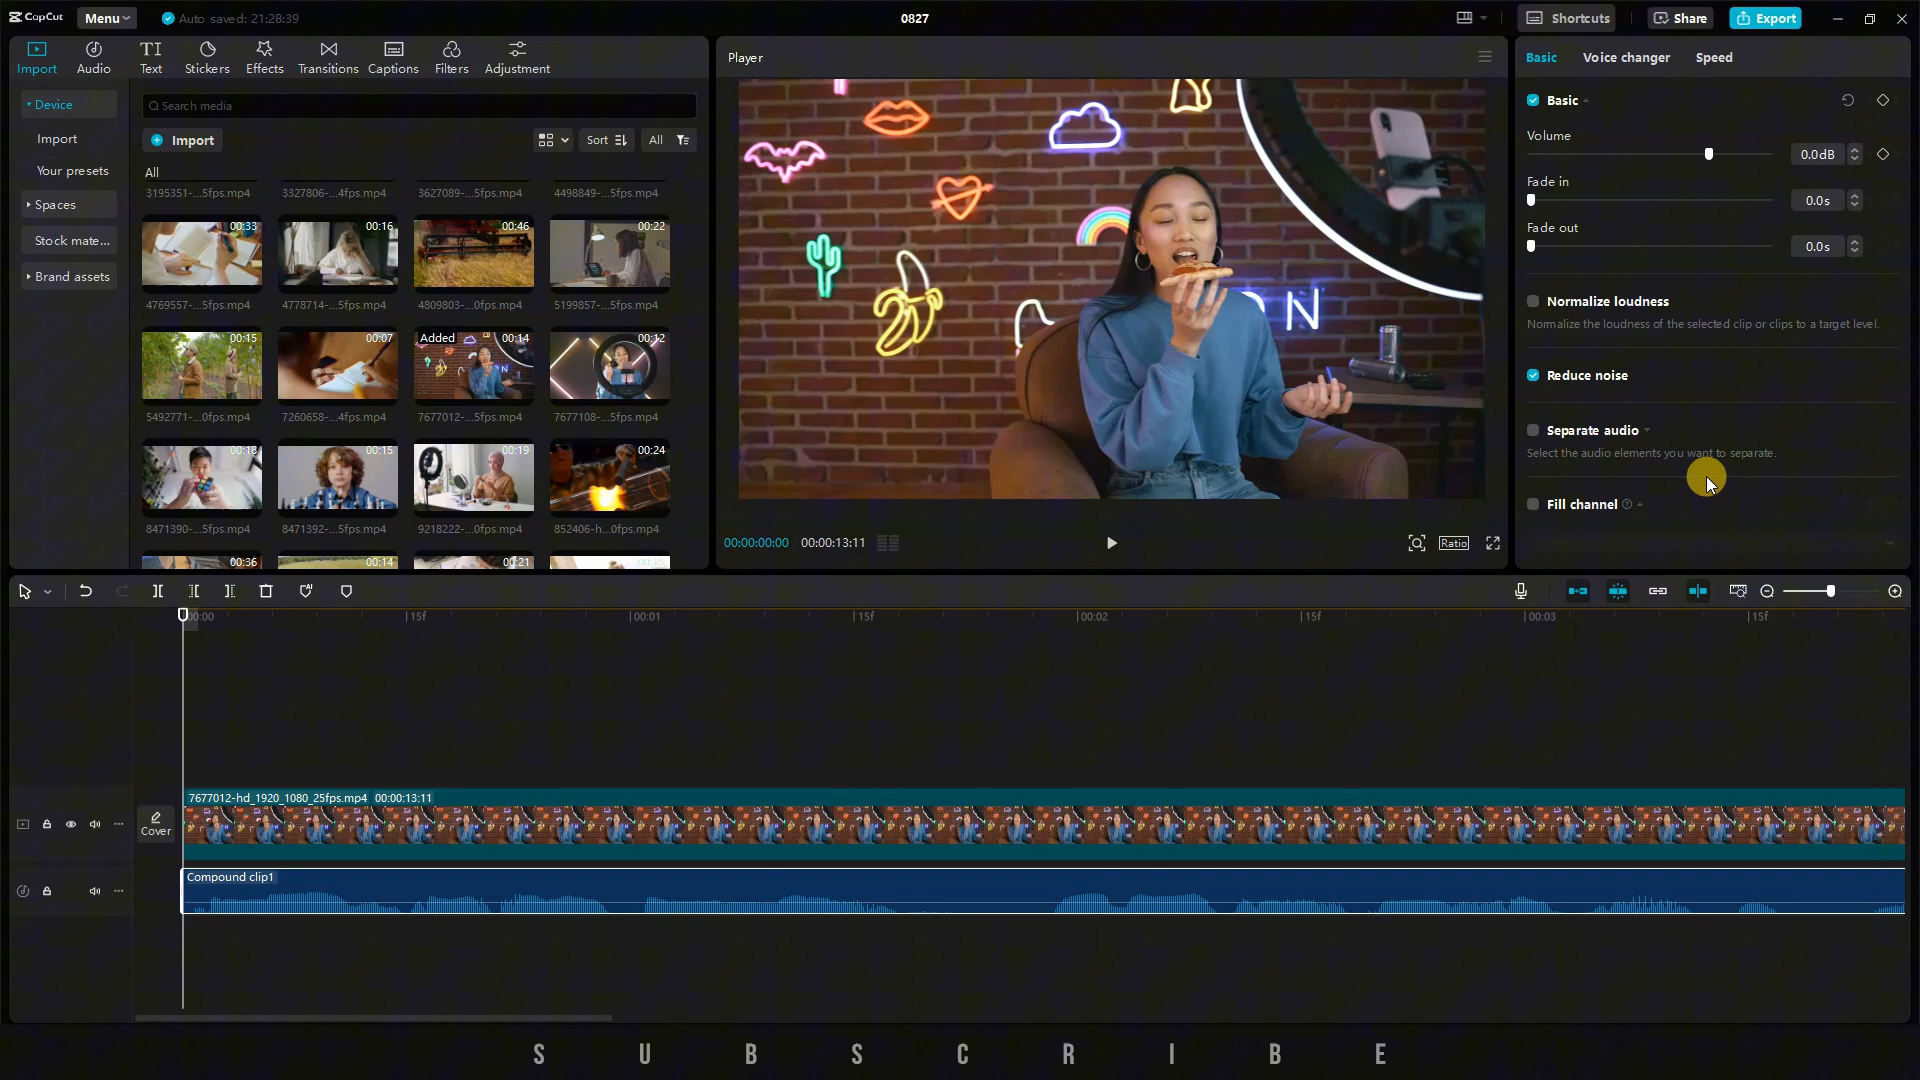 CapCut Menu Auto saved: 21:28:39 0827 Shortcuts Share Export
Import Audio Text Stickers Effects Transitions Captions Filters Adjustment
Device
Import
Your presets
Spaces
Stock mate...
Brand assets
Search media
Import Sort All
All
3195351-...5fps.mp4 3327806-...4fps.mp4 3627089-...5fps.mp4 4498849-...5fps.mp4
00:33 00:16 00:46 00:22
4769557-...5fps.mp4 4778714-...5fps.mp4 4809803-...0fps.mp4 5199857-...5fps.mp4
00:15 00:07 Added 00:14 00:12
5492771-...0fps.mp4 7260658-...4fps.mp4 7677012-...5fps.mp4 7677108-...5fps.mp4
00:18 00:15 00:19 00:24
8471390-...5fps.mp4 8471392-...5fps.mp4 9218222-...0fps.mp4 852406-h...0fps.mp4
00:36 00:14 00:21
Player
ON
00:00:00:00 00:00:13:11 Ratio
Basic Voice changer Speed
Basic
Volume
0.0dB
Fade in
0.0s
Fade out
0.0s
Normalize loudness
Normalize the loudness of the selected clip or clips to a target level.
Reduce noise
Separate audio
Select the audio elements you want to separate.
Fill channel
00:00 15f 00:01 15f 00:02 15f 00:03 15f
7677012-hd_1920_1080_25fps.mp4 00:00:13:11
Cover
Compound clip1
SUBSCRIBE